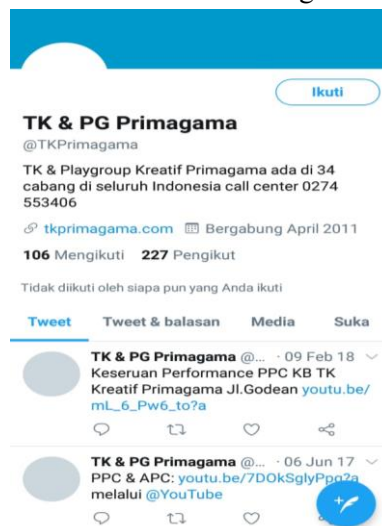 Ikuti
TK & PG Primagama
@TKPrimagama
TK & Playgroup Kreatif Primagama ada di 34
cabang di seluruh Indonesia call center 0274
553406
tkprimagama.com Bergabung April 2011
106 Mengikuti 227 Pengikut
Tidak diikuti oleh siapa pun yang Anda ikuti
Tweet Tweet & balasan Media Suka
TK & PG Primagama @... · 09 Feb 18
Keseruan Performance PPC KB TK
Kreatif Primagama Jl.Godean youtu.be/
mL_6_Pw6_to?a
TK & PG Primagama @... · 06 Jun 17
PPC & APC: youtu.be/7DOkSglyPpg?a
melalui @YouTube